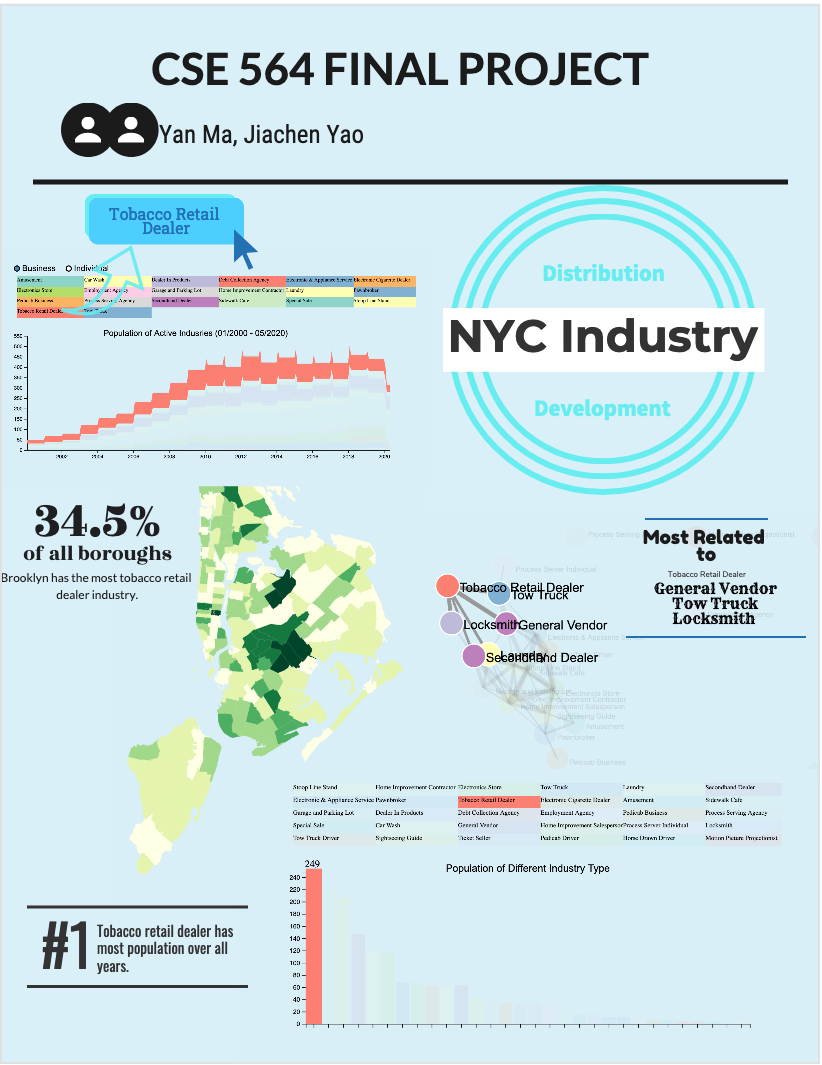 CSE 564 FINAL PROJECT
Yan Ma, Jiachen Yao
Tobacco Retail
Dealer
Business Individual
Amusement Car Wash Dealer In Products Debt Collection Agency Electronic & Appliance Service Electronic Cigarette Dealer
Electronics Store Employment Agency Garage and Parking Lot Home Improvement Contractor Laundry Pawnbroker
Pedicab Business Process Serving Agency Secondhand Dealer Sidewalk Cafe Special Sale Stoop Line Stand
Tobacco Retail Dealer
Population of Active Indusries (01/2000 - 05/2020)
550
500
450
400
350
300
250
200
150
100
50
0
2002 2004 2006 2008 2010 2012 2014 2016 2018 2020
Distribution
NYC Industry
Development
34.5%
of all boroughs
Brooklyn has the most tobacco retail
dealer industry.
Most Related
to
Tobacco Retail Dealer
General Vendor
Tow Truck
Locksmith
Process Server Individual
Tobacco Retail Dealer
Tow Truck
Locksmith
General Vendor
Laundry
Secondhand Dealer
Sidewalk Cafe
Electronics Store
Home Improvement Contractor
Home Improvement Salesperson
Sightseeing Guide
Amusement
Pawnbroker
Pedicab Business
Stoop Line Stand Home Improvement Contractor Electronics Store Tow Truck Laundry Secondhand Dealer
Electronic & Appliance Service Pawnbroker Tobacco Retail Dealer Electronic Cigarette Dealer Amusement Sidewalk Cafe
Garage and Parking Lot Dealer In Products Debt Collection Agency Employment Agency Pedicab Business Process Serving Agency
Special Sale Car Wash General Vendor Home Improvement Salesperson Process Server Individual Locksmith
Tow Truck Driver Sightseeing Guide Ticket Seller Pedicab Driver Horse Drawn Driver Motion Picture Projectionist
Population of Different Industry Type
249
240
220
200
180
160
140
120
100
80
60
40
20
0
#1
Tobacco retail dealer has
most population over all
years.